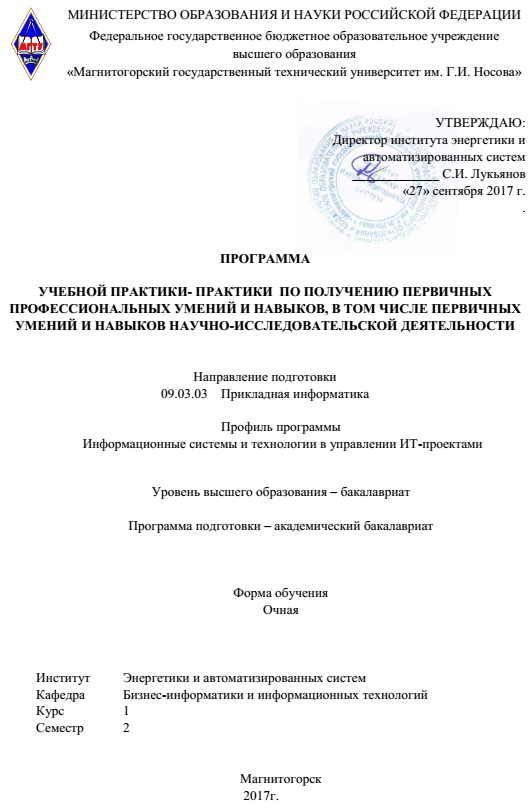 МГТУ
МИНИСТЕРСТВО ОБРАЗОВАНИЯ И НАУКИ РОССИЙСКОЙ ФЕДЕРАЦИИ
Федеральное государственное бюджетное образовательное учреждение
высшего образования
«Магнитогорский государственный технический университет им. Г.И. Носова»
УТВЕРЖДАЮ:
Директор института энергетики и
автоматизированных систем
_____________ С.И. Лукьянов
«27» сентября 2017 г.
.
ПРОГРАММА
УЧЕБНОЙ ПРАКТИКИ- ПРАКТИКИ ПО ПОЛУЧЕНИЮ ПЕРВИЧНЫХ
ПРОФЕССИОНАЛЬНЫХ УМЕНИЙ И НАВЫКОВ, В ТОМ ЧИСЛЕ ПЕРВИЧНЫХ
УМЕНИЙ И НАВЫКОВ НАУЧНО-ИССЛЕДОВАТЕЛЬСКОЙ ДЕЯТЕЛЬНОСТИ
Направление подготовки
09.03.03 Прикладная информатика
Профиль программы
Информационные системы и технологии в управлении ИТ-проектами
Уровень высшего образования – бакалавриат
Программа подготовки – академический бакалавриат
Форма обучения
Очная
Институт Энергетики и автоматизированных систем
Кафедра Бизнес-информатики и информационных технологий
Курс 1
Семестр 2
Магнитогорск
2017г.